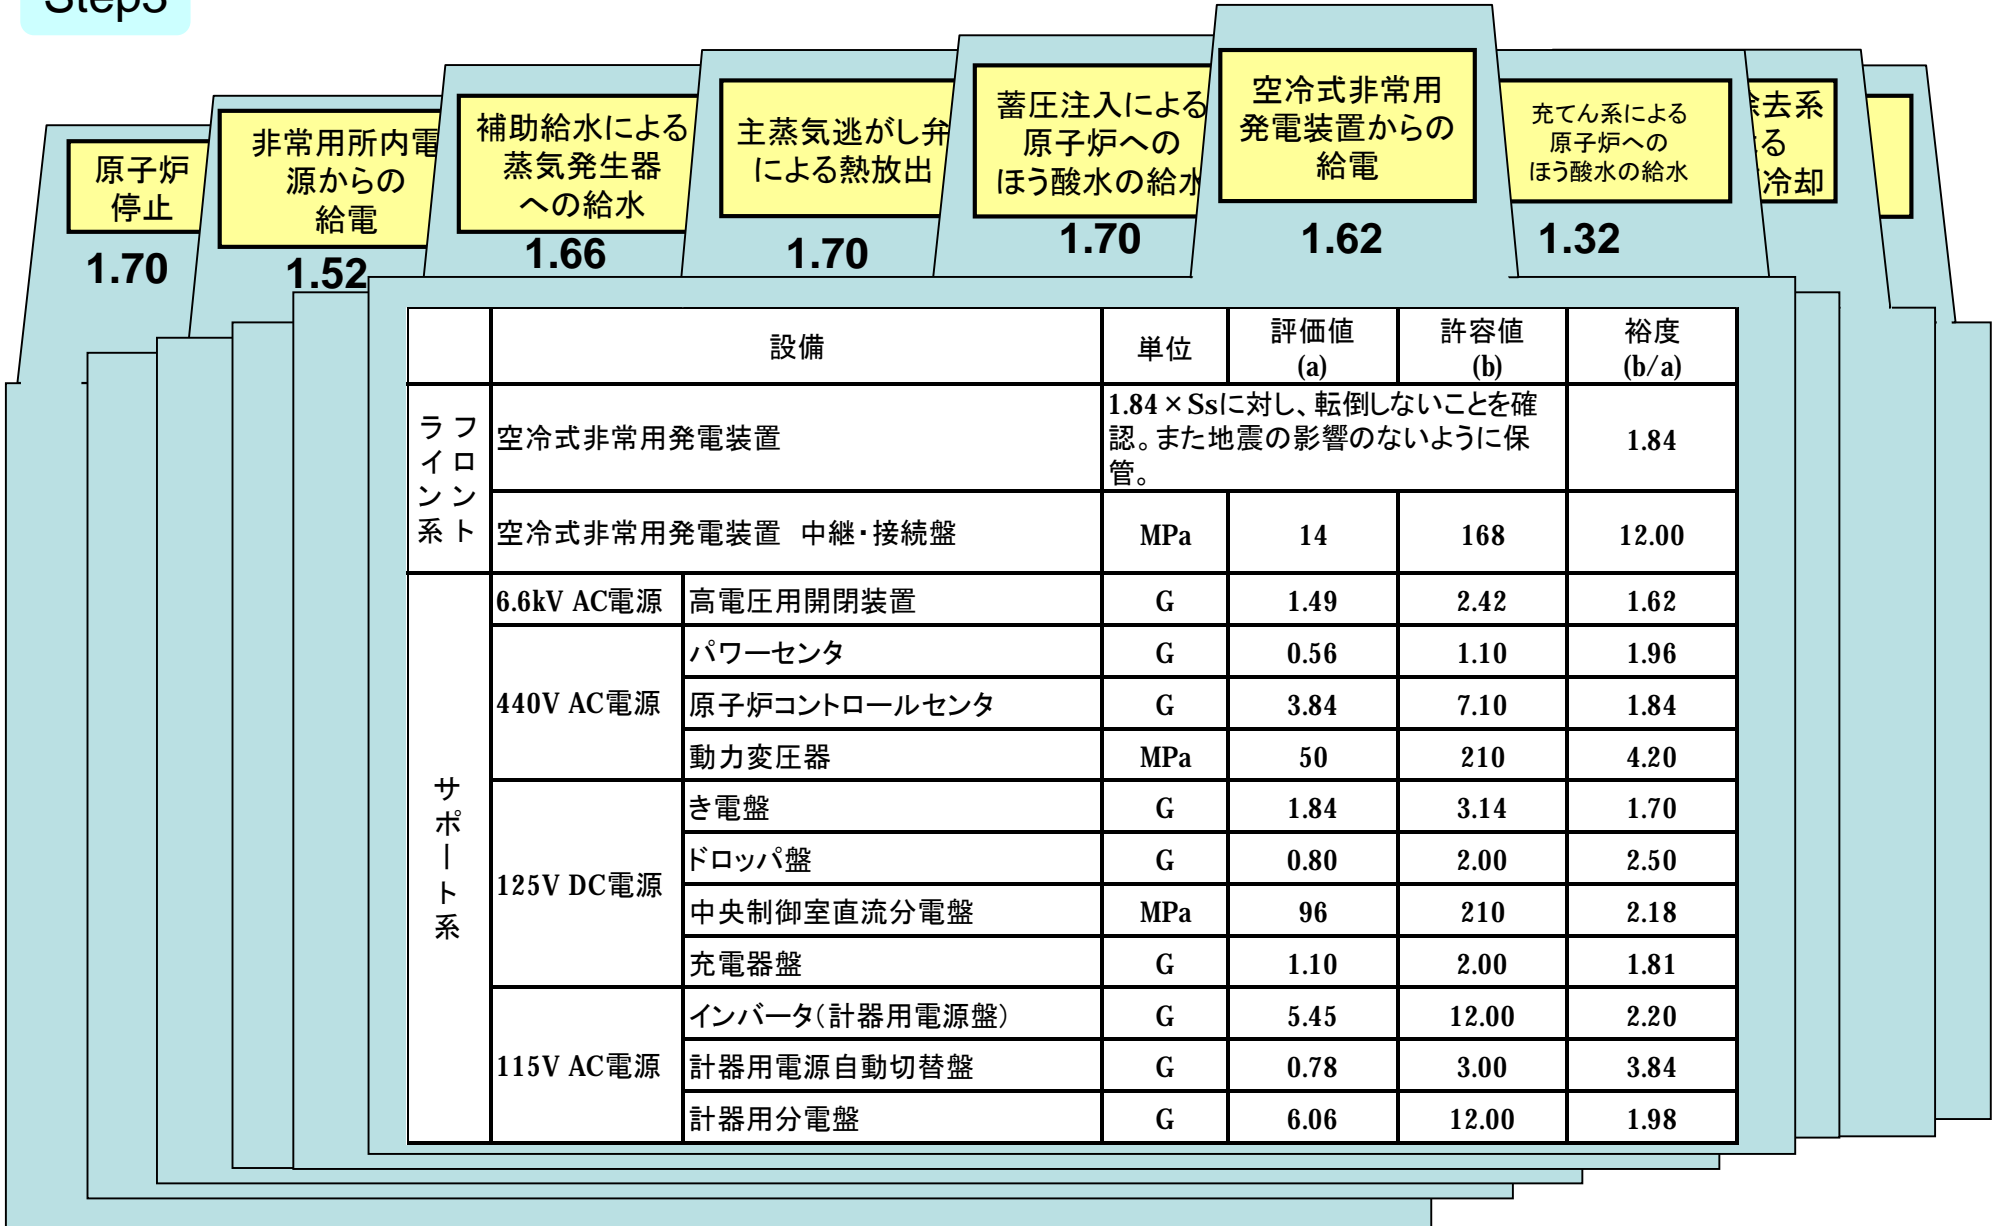 Step3
原子炉
停止
1.70
非常用所内電
源からの
給電
1.52
補助給水による
蒸気発生器
への給水
1.66
主蒸気逃がし弁
による熱放出
1.70
蓄圧注入による
原子炉への
ほう酸水の給水
1.70
空冷式非常用
発電装置からの
給電
1.62
充てん系による
原子炉への
ほう酸水の給水
1.32
去系
る
冷却
設備 単位 評価値(a) 許容値(b) 裕度(b/a)
フロントライン系
空冷式非常用発電装置 1.84×Ssに対し、転倒しないことを確
認。また地震の影響のないように保
管。
1.84
空冷式非常用発電装置 中継・接続盤 MPa 14 168 12.00
サポート系
6.6kV AC電源 高電圧用開閉装置 G 1.49 2.42 1.62
440V AC電源 パワーセンタ G 0.56 1.10 1.96
原子炉コントロールセンタ G 3.84 7.10 1.84
動力変圧器 MPa 50 210 4.20
125V DC電源 き電盤 G 1.84 3.14 1.70
ドロッパ盤 G 0.80 2.00 2.50
中央制御室直流分電盤 MPa 96 210 2.18
充電器盤 G 1.10 2.00 1.81
115V AC電源 インバータ(計器用電源盤) G 5.45 12.00 2.20
計器用電源自動切替盤 G 0.78 3.00 3.84
計器用分電盤 G 6.06 12.00 1.98